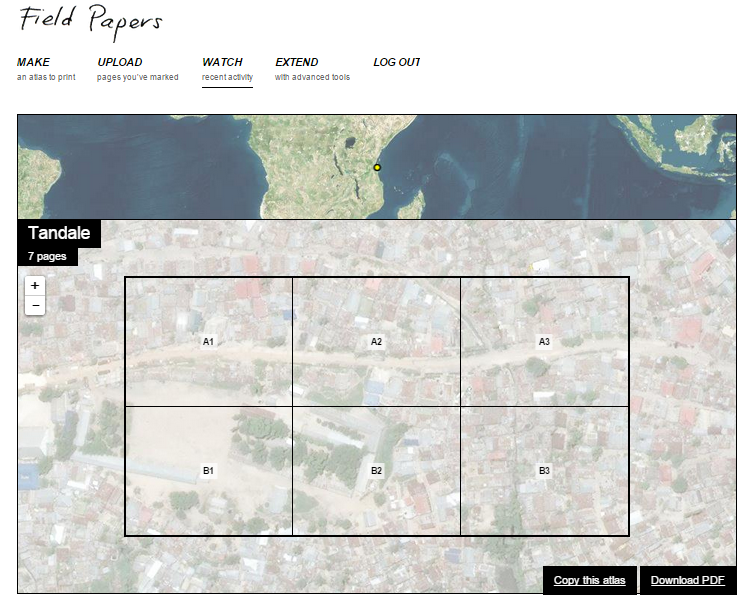 Field Papers
MAKE UPLOAD WATCH EXTEND LOG OUT
an atlas to print pages you've marked recent activity with advanced tools
Tandale
7 pages
+
−
A1 A2 A3
B1 B2 B3
Copy this atlas Download PDF